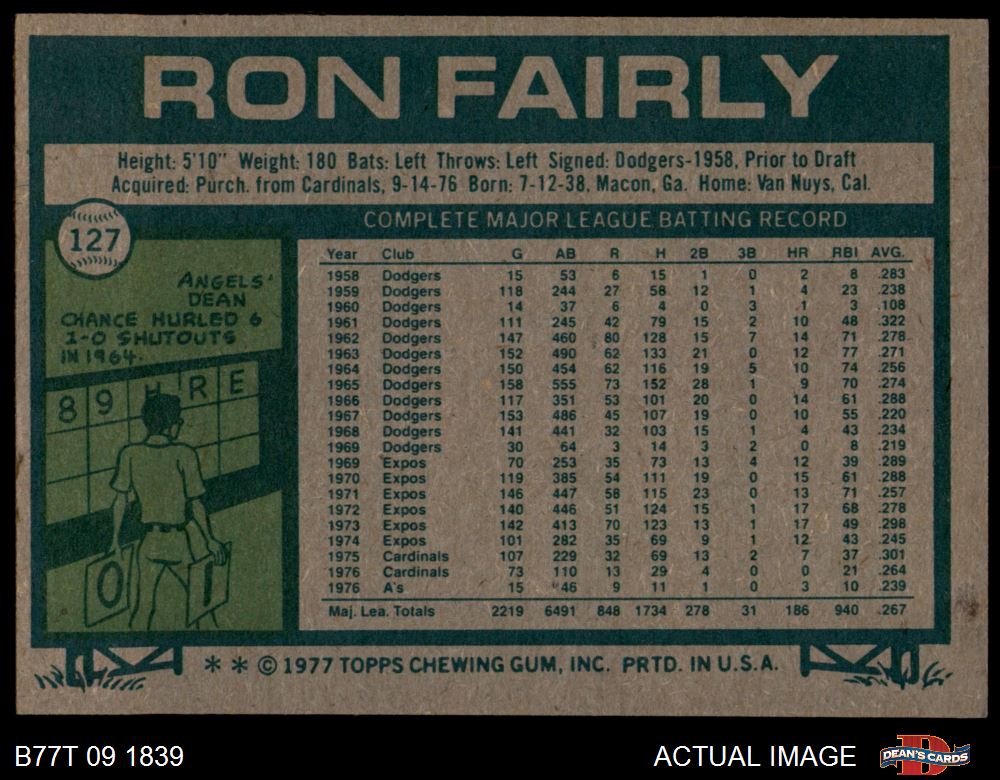 RON FAIRLY
Height: 5'10" Weight: 180 Bats: Left Throws: Left Signed: Dodgers-1958, Prior to Draft
Acquired: Purch. from Cardinals, 9-14-76 Born: 7-12-38, Macon, Ga. Home: Van Nuys, Cal.
127
ANGELS'
DEAN
CHANCE HURLED 6
1-0 SHUTOUTS
IN 1964.
8 9 H R E
0 1
COMPLETE MAJOR LEAGUE BATTING RECORD
Year Club G AB R H 2B 3B HR RBI AVG.
1958 Dodgers 15 53 6 15 1 0 2 8 .283
1959 Dodgers 118 244 27 58 12 1 4 23 .238
1960 Dodgers 14 37 6 4 0 3 1 3 .108
1961 Dodgers 111 245 42 79 15 2 10 48 .322
1962 Dodgers 147 460 80 128 15 7 14 71 .278
1963 Dodgers 152 490 62 133 21 0 12 77 .271
1964 Dodgers 150 454 62 116 19 5 10 74 .256
1965 Dodgers 158 555 73 152 28 1 9 70 .274
1966 Dodgers 117 351 53 101 20 0 14 61 .288
1967 Dodgers 153 486 45 107 19 0 10 55 .220
1968 Dodgers 141 441 32 103 15 1 4 43 .234
1969 Dodgers 30 64 3 14 3 2 0 8 .219
1969 Expos 70 253 35 73 13 4 12 39 .289
1970 Expos 119 385 54 111 19 0 15 61 .288
1971 Expos 146 447 58 115 23 0 13 71 .257
1972 Expos 140 446 51 124 15 1 17 68 .278
1973 Expos 142 413 70 123 13 1 17 49 .298
1974 Expos 101 282 35 69 9 1 12 43 .245
1975 Cardinals 107 229 32 69 13 2 7 37 .301
1976 Cardinals 73 110 13 29 4 0 0 21 .264
1976 A's 15 46 9 11 1 0 3 10 .239
Maj. Lea. Totals 2219 6491 848 1734 278 31 186 940 .267
* * © 1977 TOPPS CHEWING GUM, INC. PRTD. IN U.S.A.
B77T 09 1839
ACTUAL IMAGE
DEAN'S CARDS